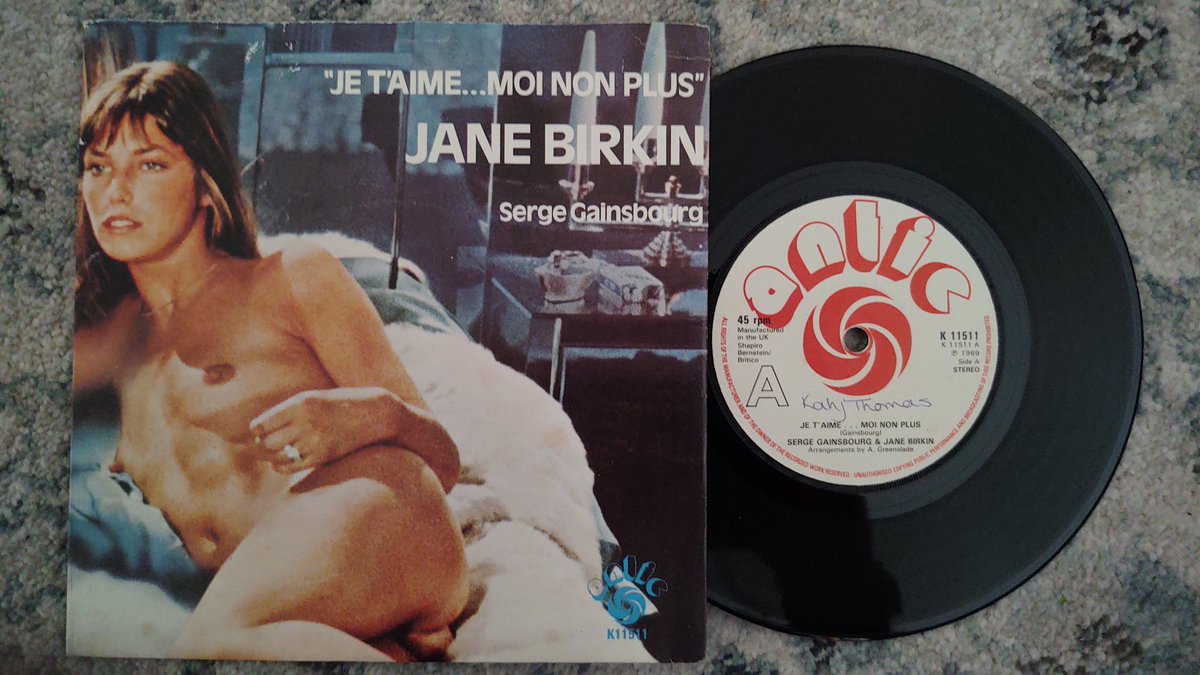 "JE T'AIME...MOI NON PLUS"
JANE BIRKIN
Serge Gainsbourg
antic
K11511
antic
45 rpm
Manufactured
in the UK
Shapiro
Bernstein/
Britico
A
K 11511
K 11511 A
℗ 1969
Side A
STEREO
Thomas
JE T'AIME . . . MOI NON PLUS
(Gainsbourg)
SERGE GAINSBOURG & JANE BIRKIN
Arrangements by A. Greenslade
ALL RIGHTS OF THE MANUFACTURER AND OF THE OWNER OF THE RECORDED WORK RESERVED · UNAUTHORISED COPYING PUBLIC PERFORMANCE AND BROADCASTING OF THIS RECORD PROHIBITED